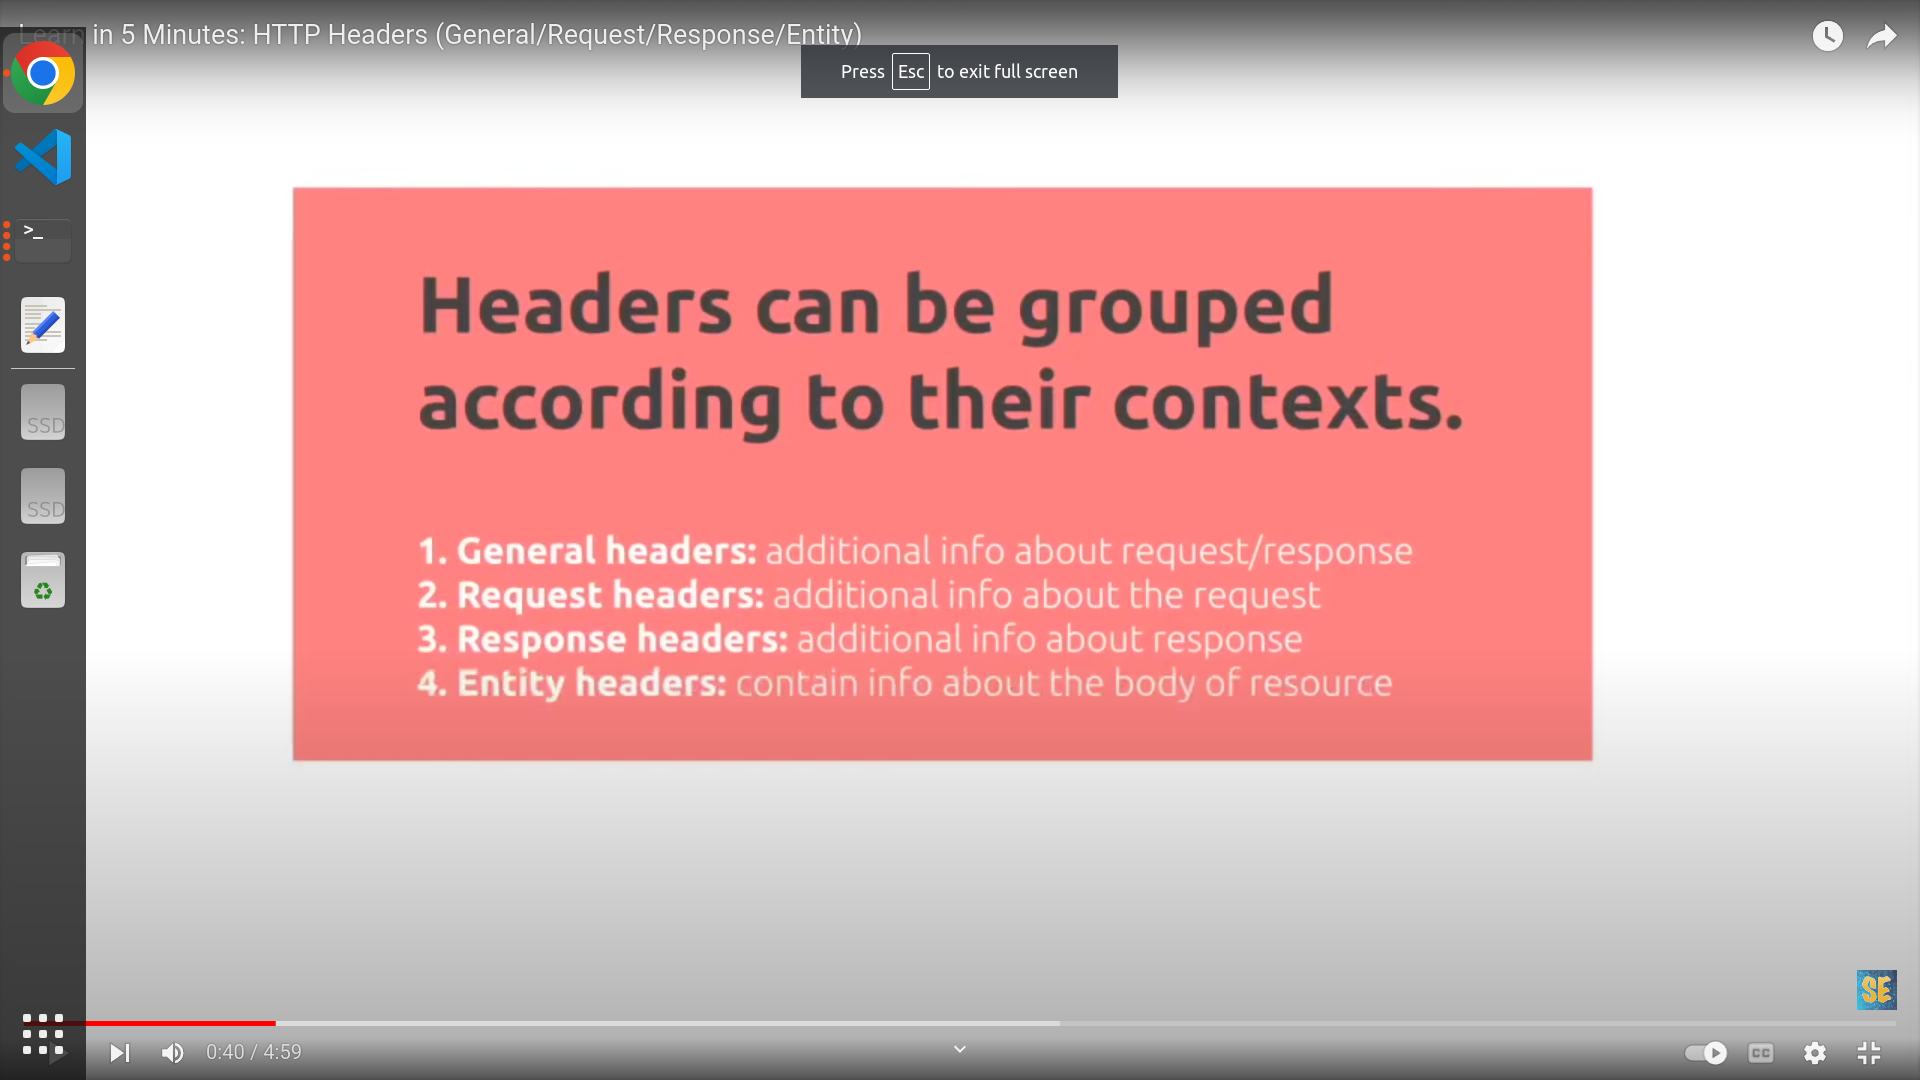 Learn in 5 Minutes: HTTP Headers (General/Request/Response/Entity)
Press Esc to exit full screen
>_
Headers can be grouped
according to their contexts.
SSD
SSD
1. General headers: additional info about request/response
2. Request headers: additional info about the request
3. Response headers: additional info about response
4. Entity headers: contain info about the body of resource
SE
0:40 / 4:59
CC